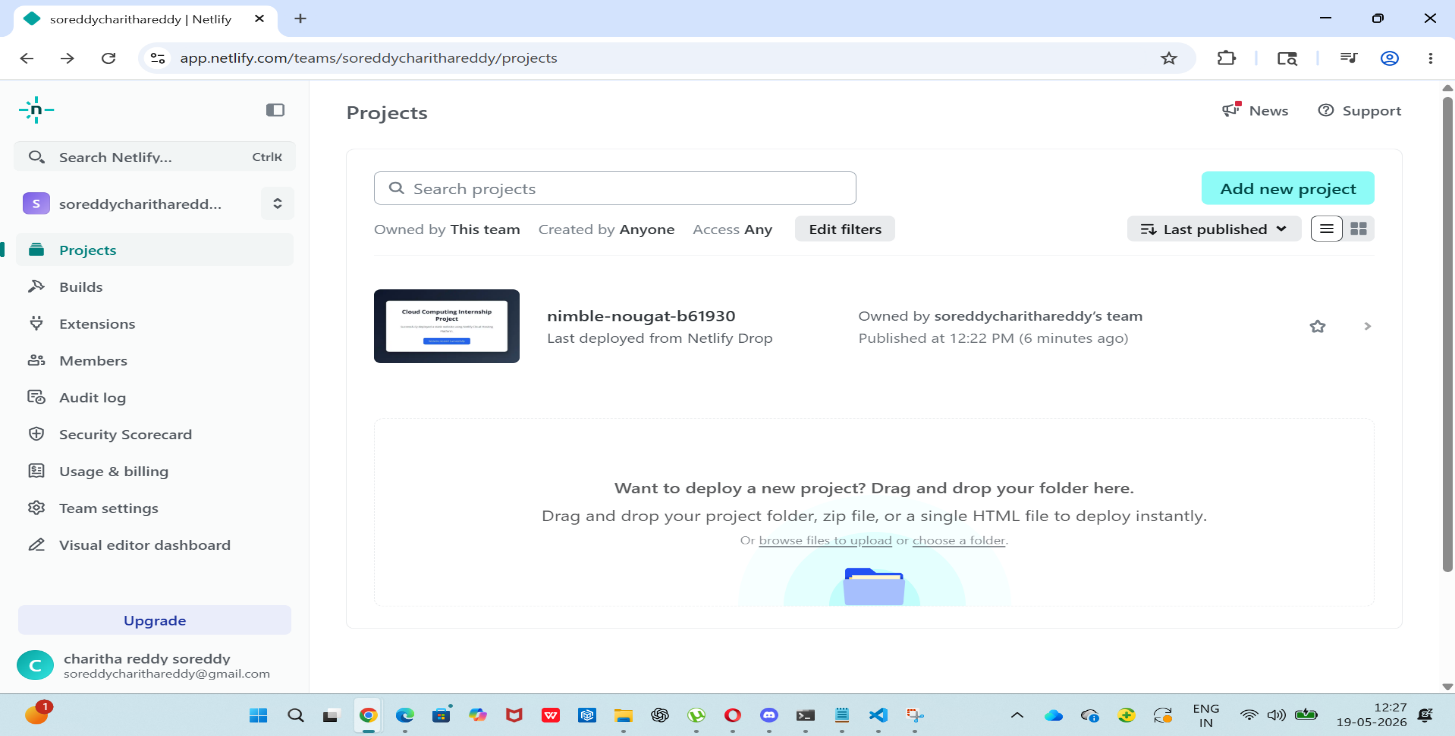 soreddycharithareddy | Netlify
app.netlify.com/teams/soreddycharithareddy/projects
n
Search Netlify... CtrlK
S soreddycharitharedd...
Projects
Builds
Extensions
Members
Audit log
Security Scorecard
Usage & billing
Team settings
Visual editor dashboard
Upgrade
C charitha reddy soreddy
soreddycharithareddy@gmail.com
Projects
News
Support
Search projects
Add new project
Owned by This team Created by Anyone Access Any Edit filters
Last published
Cloud Computing Internship
Project
nimble-nougat-b61930
Last deployed from Netlify Drop
Owned by soreddycharithareddy's team
Published at 12:22 PM (6 minutes ago)
Want to deploy a new project? Drag and drop your folder here.
Drag and drop your project folder, zip file, or a single HTML file to deploy instantly.
Or browse files to upload or choose a folder.
1
ENG
IN
12:27
19-05-2026